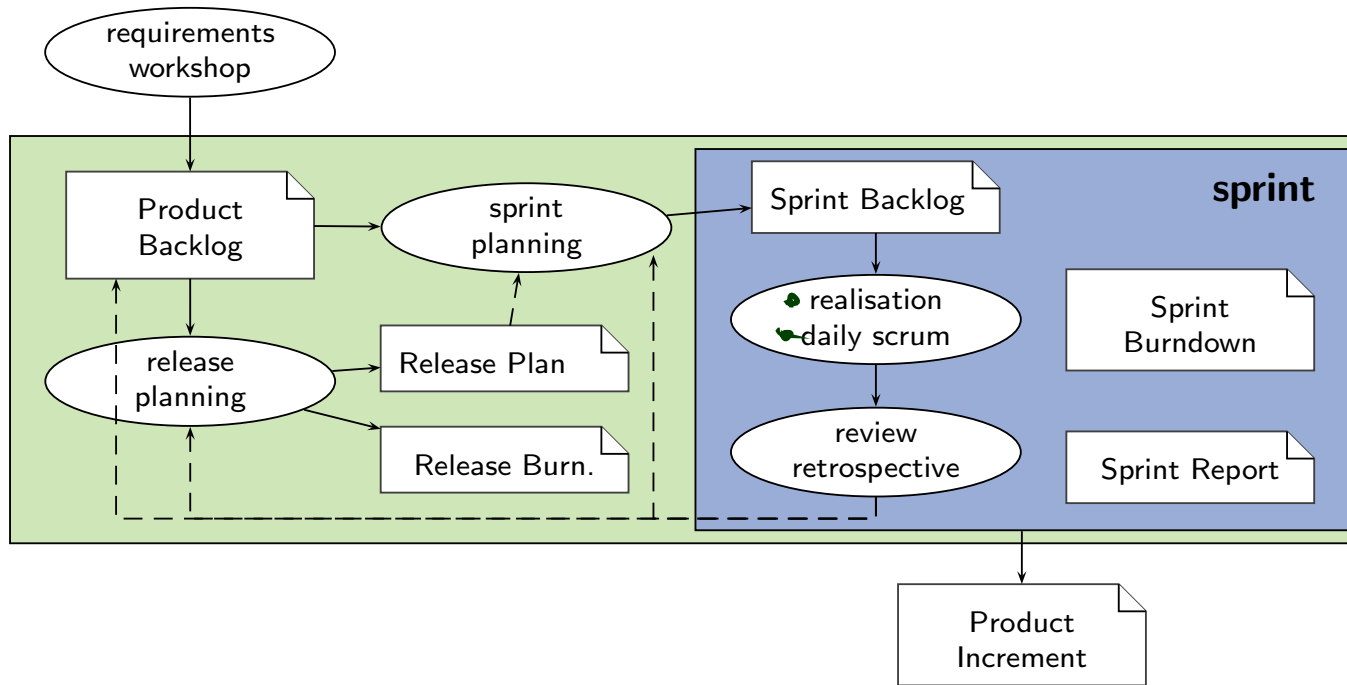 requirements
workshop
Product
Backlog
sprint
planning
Sprint Backlog
sprint
realisation
daily scrum
Sprint
Burndown
release
planning
Release Plan
Release Burn.
review
retrospective
Sprint Report
Product
Increment